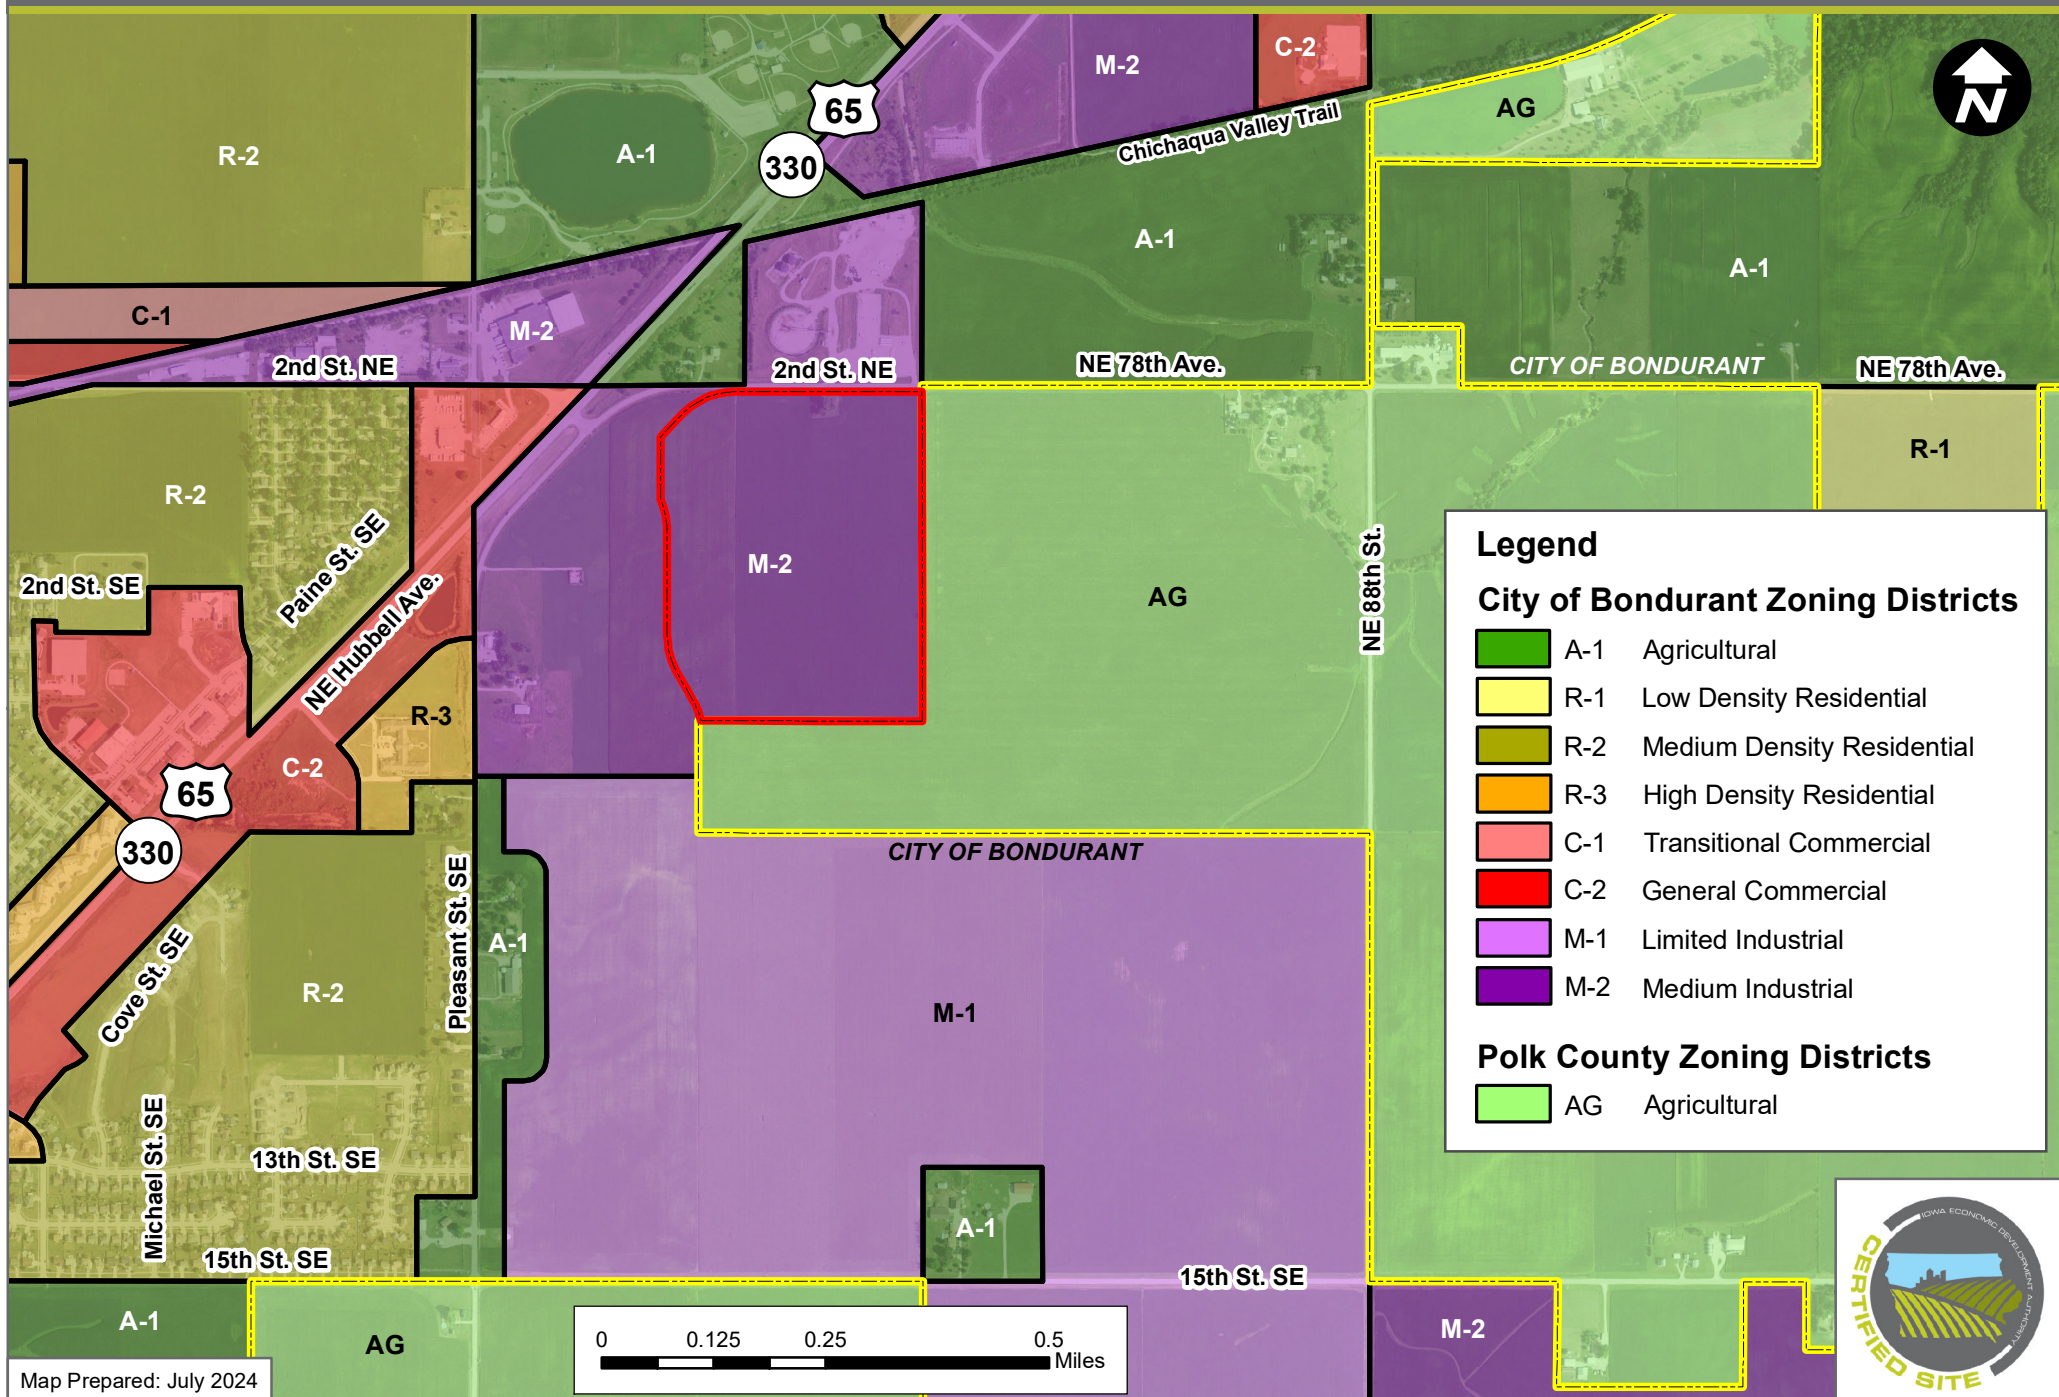 M-2
C-2
65
A-1
330
R-2
Chichaqua Valley Trail
AG
N
A-1
A-1
C-1
M-2
2nd St. NE
2nd St. NE
NE 78th Ave.
CITY OF BONDURANT
NE 78th Ave.
R-1
R-2
Paine St. SE
2nd St. SE
NE Hubbell Ave.
M-2
AG
NE 88th St.
R-3
C-2
65
330
CITY OF BONDURANT
Pleasant St. SE
A-1
Cove St. SE
R-2
M-1
Michael St. SE
13th St. SE
15th St. SE
A-1
15th St. SE
A-1
AG
M-2
Legend
City of Bondurant Zoning Districts
A-1 Agricultural
R-1 Low Density Residential
R-2 Medium Density Residential
R-3 High Density Residential
C-1 Transitional Commercial
C-2 General Commercial
M-1 Limited Industrial
M-2 Medium Industrial
Polk County Zoning Districts
AG Agricultural
0 0.125 0.25 0.5
Miles
Map Prepared: July 2024
IOWA ECONOMIC DEVELOPMENT AUTHORITY
CERTIFIED SITE